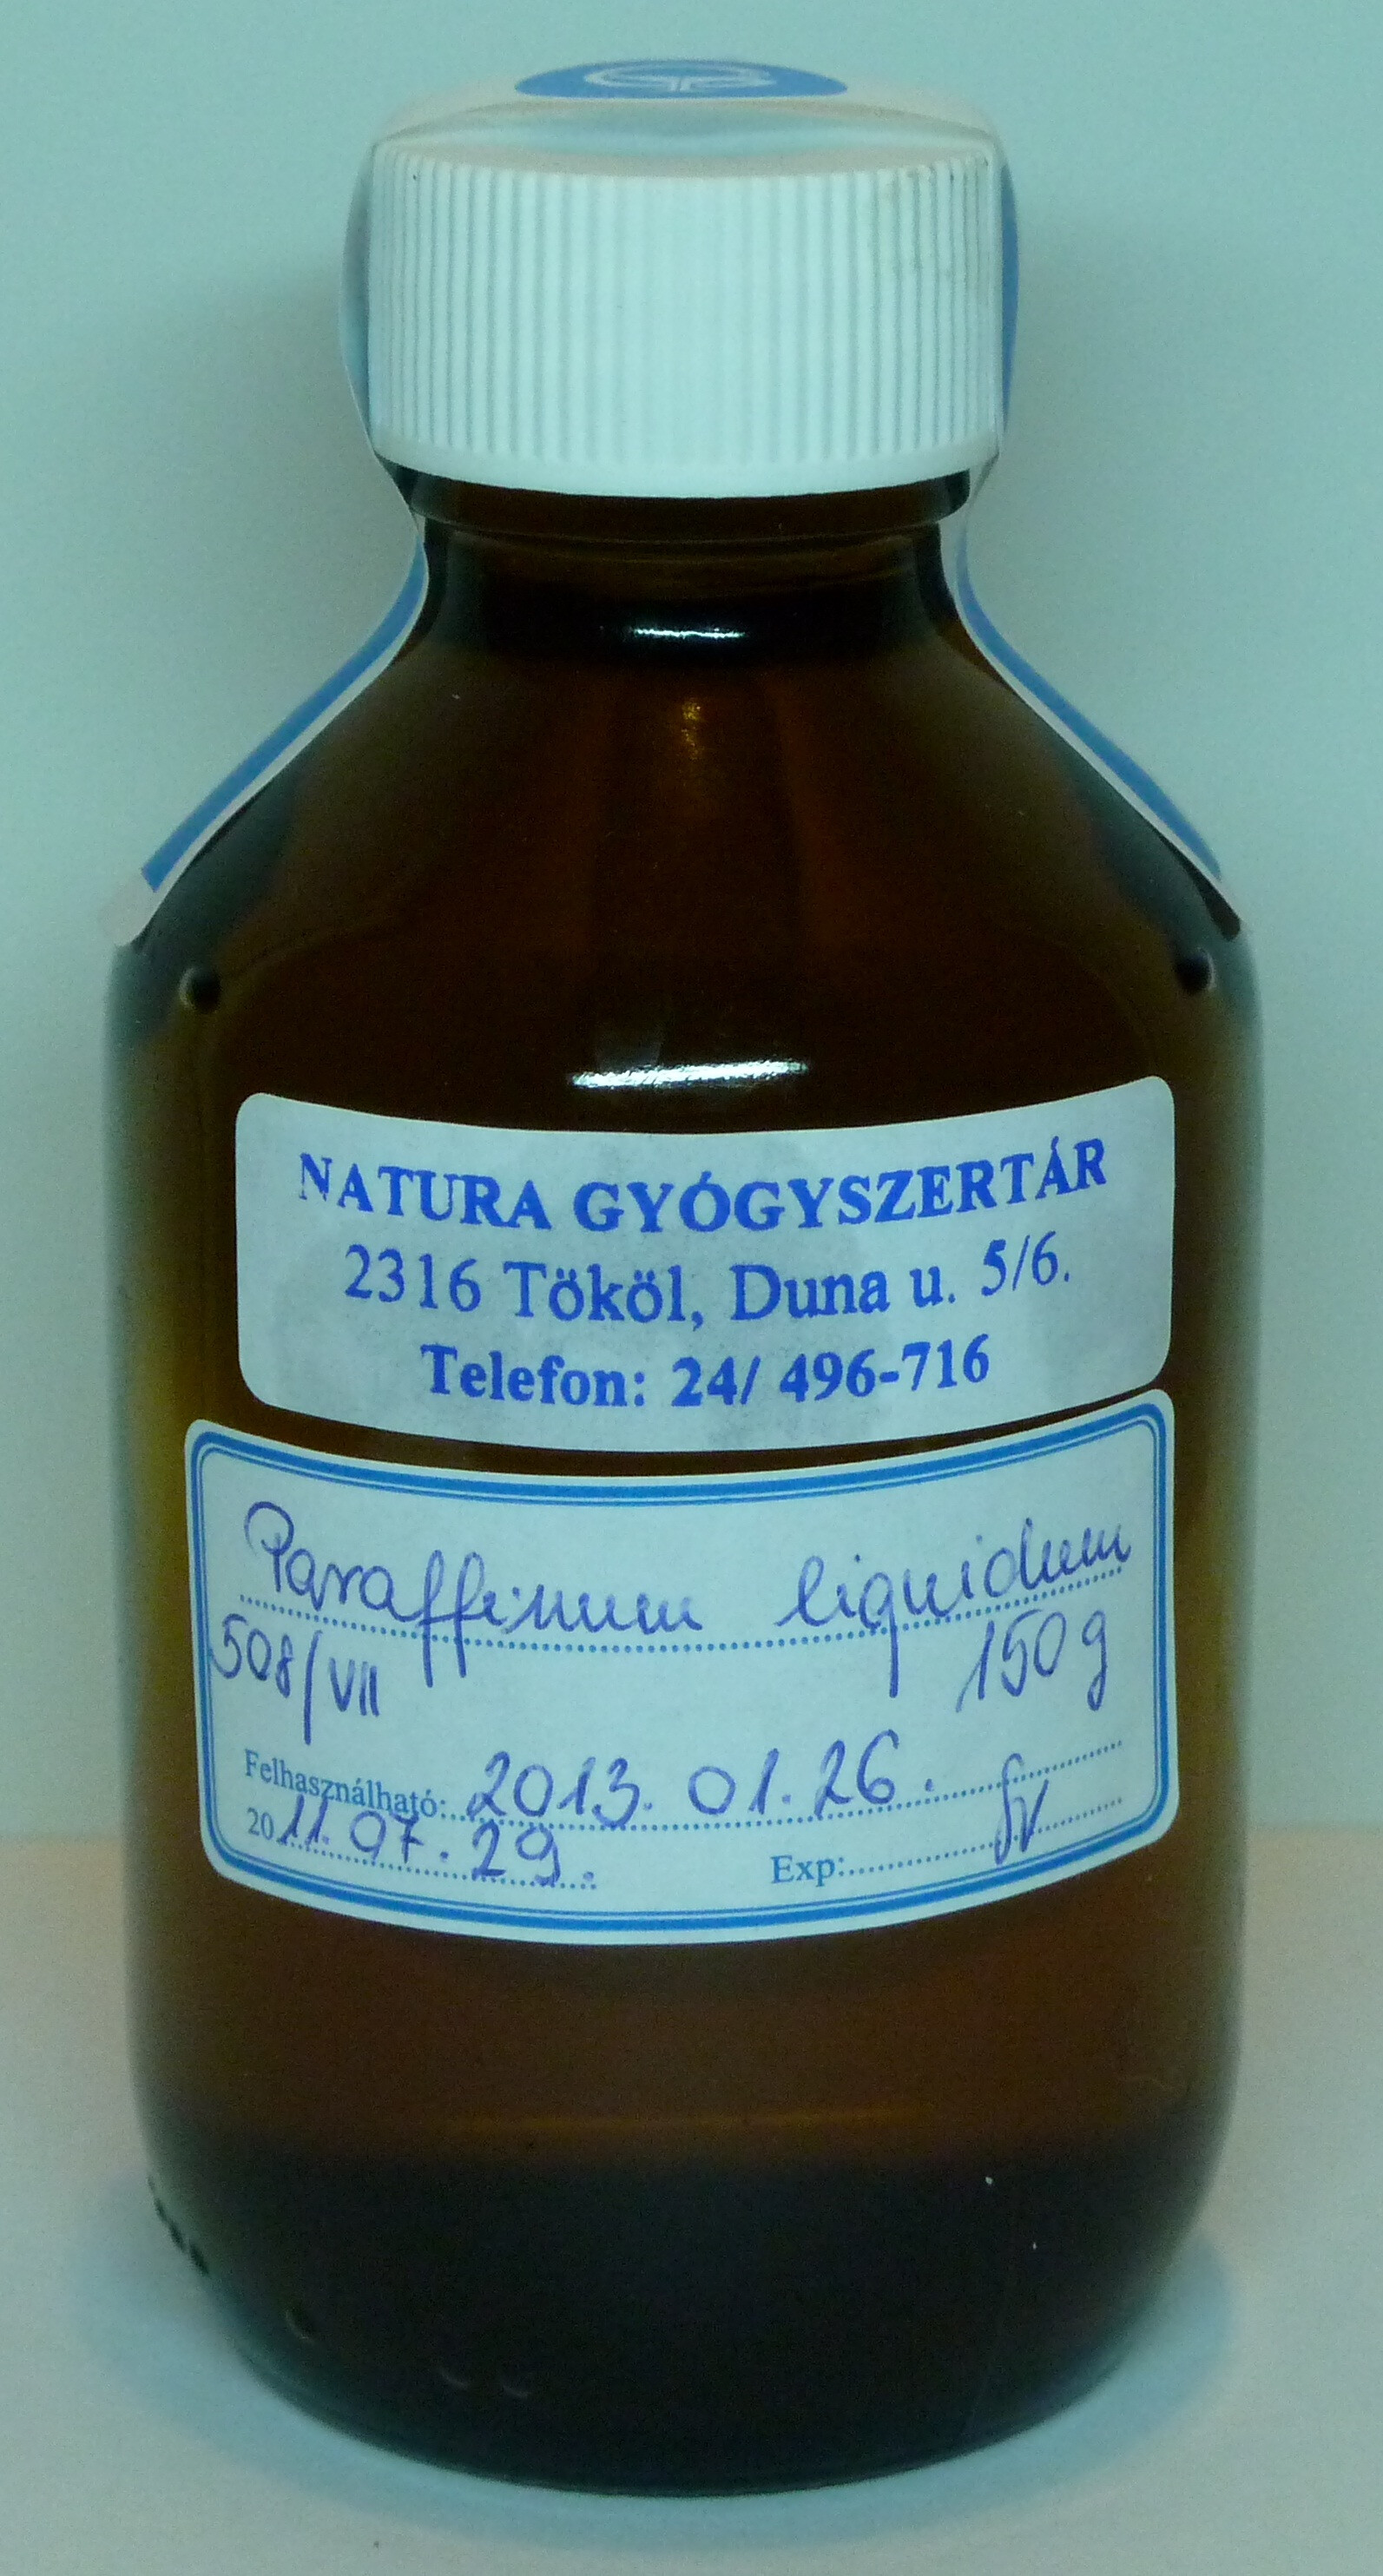 NATURA GYÓGYSZERTÁR
2316 Tököl, Duna u. 5/6.
Telefon: 24/ 496-716
Paraffinum liquidum
508/VII 150g
Felhasználható: 2013. 01. 26.
2011. 07. 29. Exp: